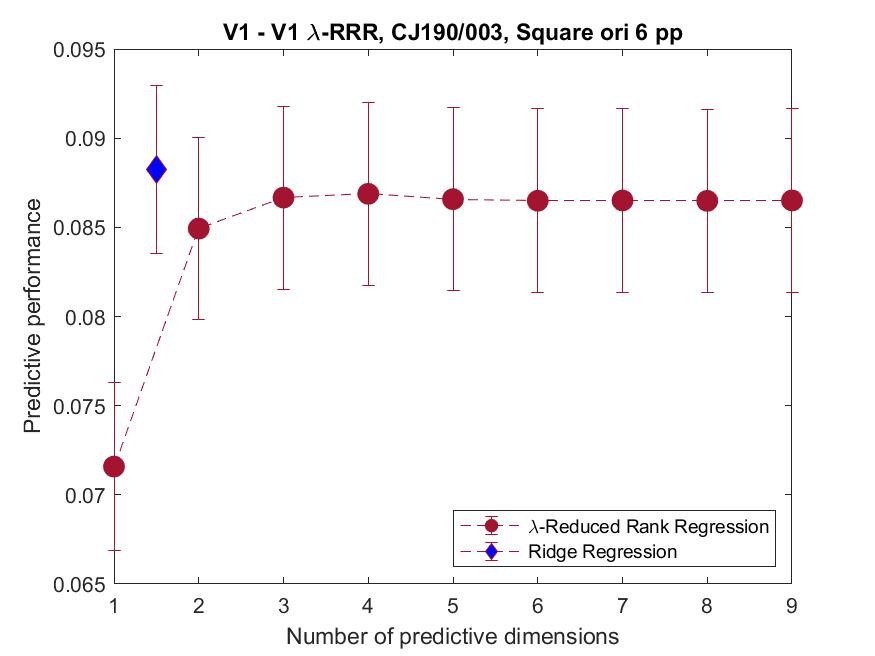 V1 - V1 λ-RRR, CJ190/003, Square ori 6 pp
Predictive performance
0.095
0.09
0.085
0.08
0.075
0.07
0.065
1 2 3 4 5 6 7 8 9
Number of predictive dimensions
λ-Reduced Rank Regression
Ridge Regression